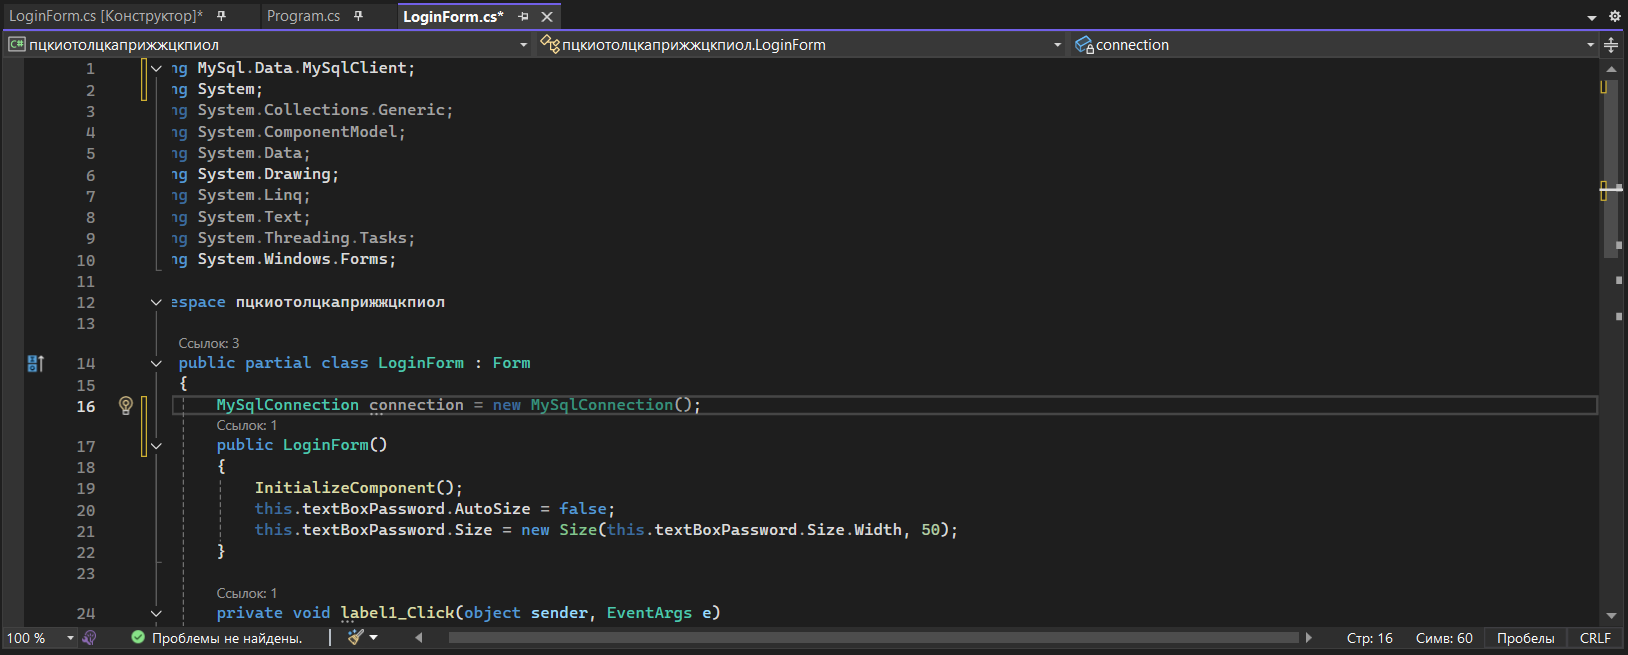 LoginForm.cs [Конструктор]* Program.cs LoginForm.cs*
C# пцкиотолцкаприжжцкпиол пцкиотолцкаприжжцкпиол.LoginForm connection
1 ng MySql.Data.MySqlClient;
2 ng System;
3 ng System.Collections.Generic;
4 ng System.ComponentModel;
5 ng System.Data;
6 ng System.Drawing;
7 ng System.Linq;
8 ng System.Text;
9 ng System.Threading.Tasks;
10 ng System.Windows.Forms;
11
12 espace пцкиотолцкаприжжцкпиол
13
Ссылок: 3
14 public partial class LoginForm : Form
15 {
16 MySqlConnection connection = new MySqlConnection();
Ссылок: 1
17 public LoginForm()
18 {
19 InitializeComponent();
20 this.textBoxPassword.AutoSize = false;
21 this.textBoxPassword.Size = new Size(this.textBoxPassword.Size.Width, 50);
22 }
23
Ссылок: 1
24 private void label1_Click(object sender, EventArgs e)
100 % Проблемы не найдены. Стр: 16 Симв: 60 Пробелы CRLF